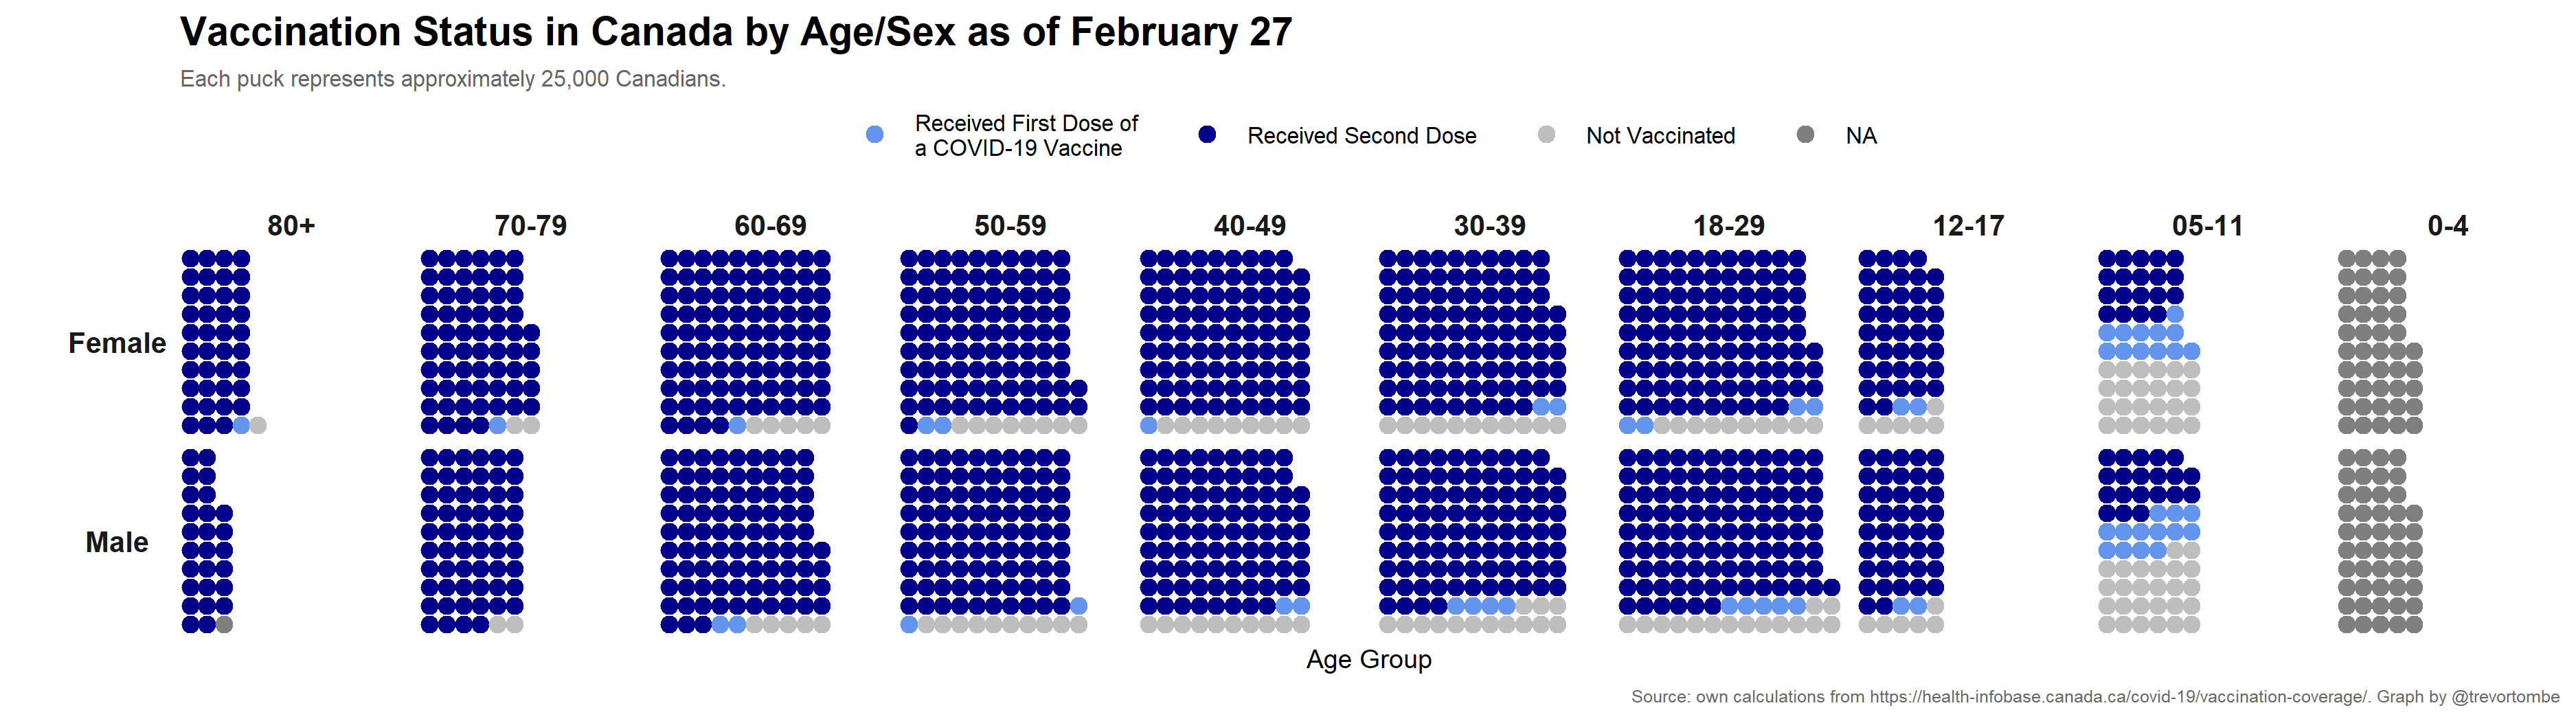 Vaccination Status in Canada by Age/Sex as of February 27
Each puck represents approximately 25,000 Canadians.
Received First Dose of
a COVID-19 Vaccine
Received Second Dose
Not Vaccinated
NA
80+ 70-79 60-69 50-59 40-49 30-39 18-29 12-17 05-11 0-4
Female
Male
Age Group
Source: own calculations from https://health-infobase.canada.ca/covid-19/vaccination-coverage/. Graph by @trevortombe